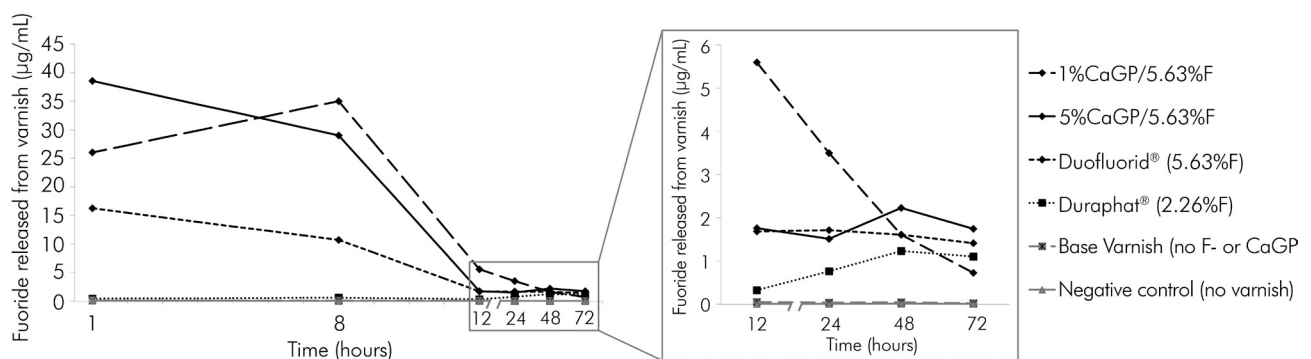 Fuoride released from varnish (µg/mL)
45
40
35
30
25
20
15
10
5
0
1
8
12
24
48
72
Time (hours)
Fuoride released from varnish (µg/mL)
6
5
4
3
2
1
0
12
24
48
72
Time (hours)
1%CaGP/5.63%F
5%CaGP/5.63%F
Duofluorid® (5.63%F)
Duraphat® (2.26%F)
Base Varnish (no F- or CaGP
Negative control (no varnish)